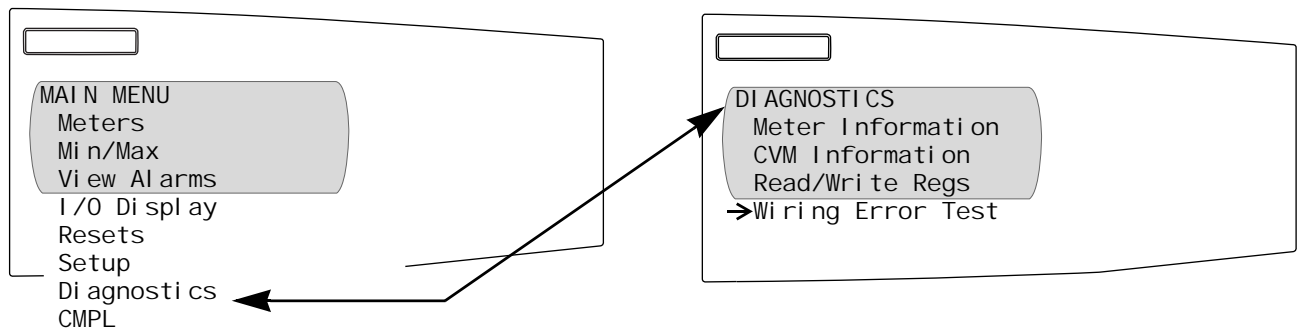 MAIN MENU
Meters
Min/Max
View Alarms
I/O Display
Resets
Setup
Diagnostics
CMPL
DIAGNOSTICS
Meter Information
CVM Information
Read/Write Regs
→Wiring Error Test